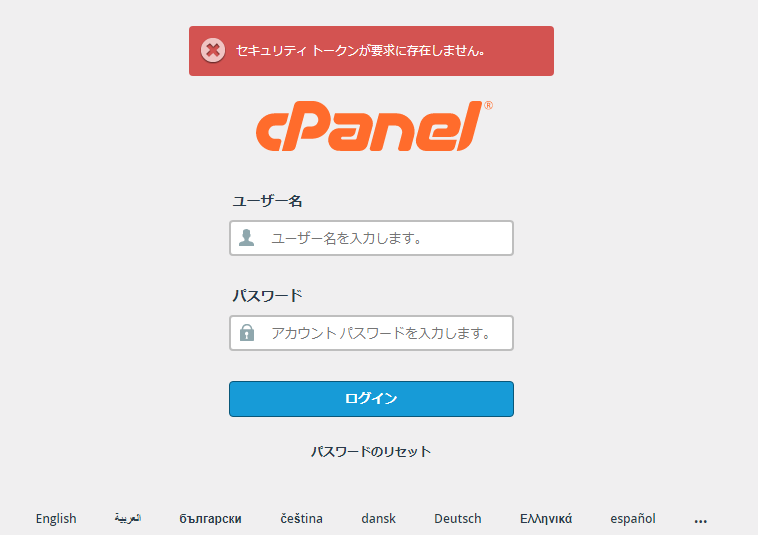 セキュリティ トークンが要求に存在しません。
cPanel®
ユーザー名
ユーザー名を入力します。
パスワード
アカウント パスワードを入力します。
ログイン
パスワードのリセット
English العربية български čeština dansk Deutsch Ελληνικά español ...